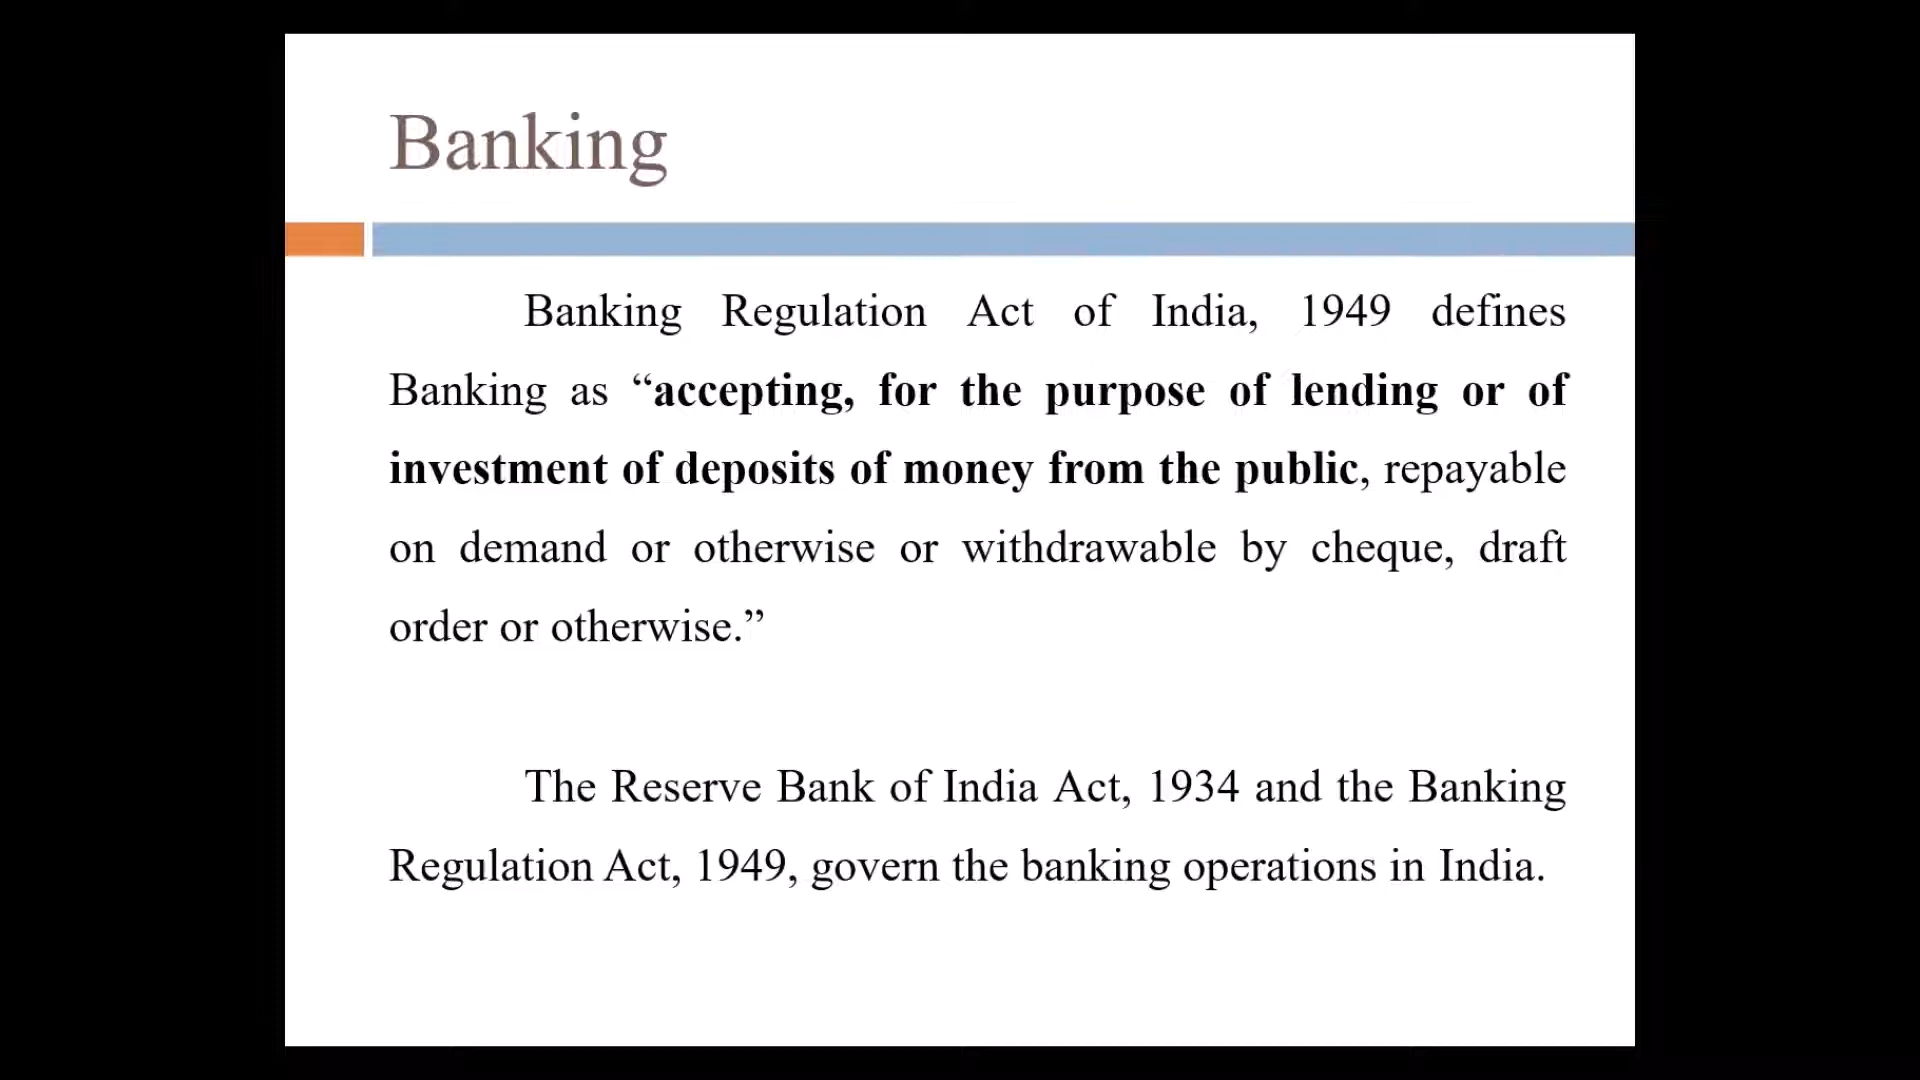 Banking
Banking Regulation Act of India, 1949 defines
Banking as “accepting, for the purpose of lending or of
investment of deposits of money from the public, repayable
on demand or otherwise or withdrawable by cheque, draft
order or otherwise.”
The Reserve Bank of India Act, 1934 and the Banking
Regulation Act, 1949, govern the banking operations in India.